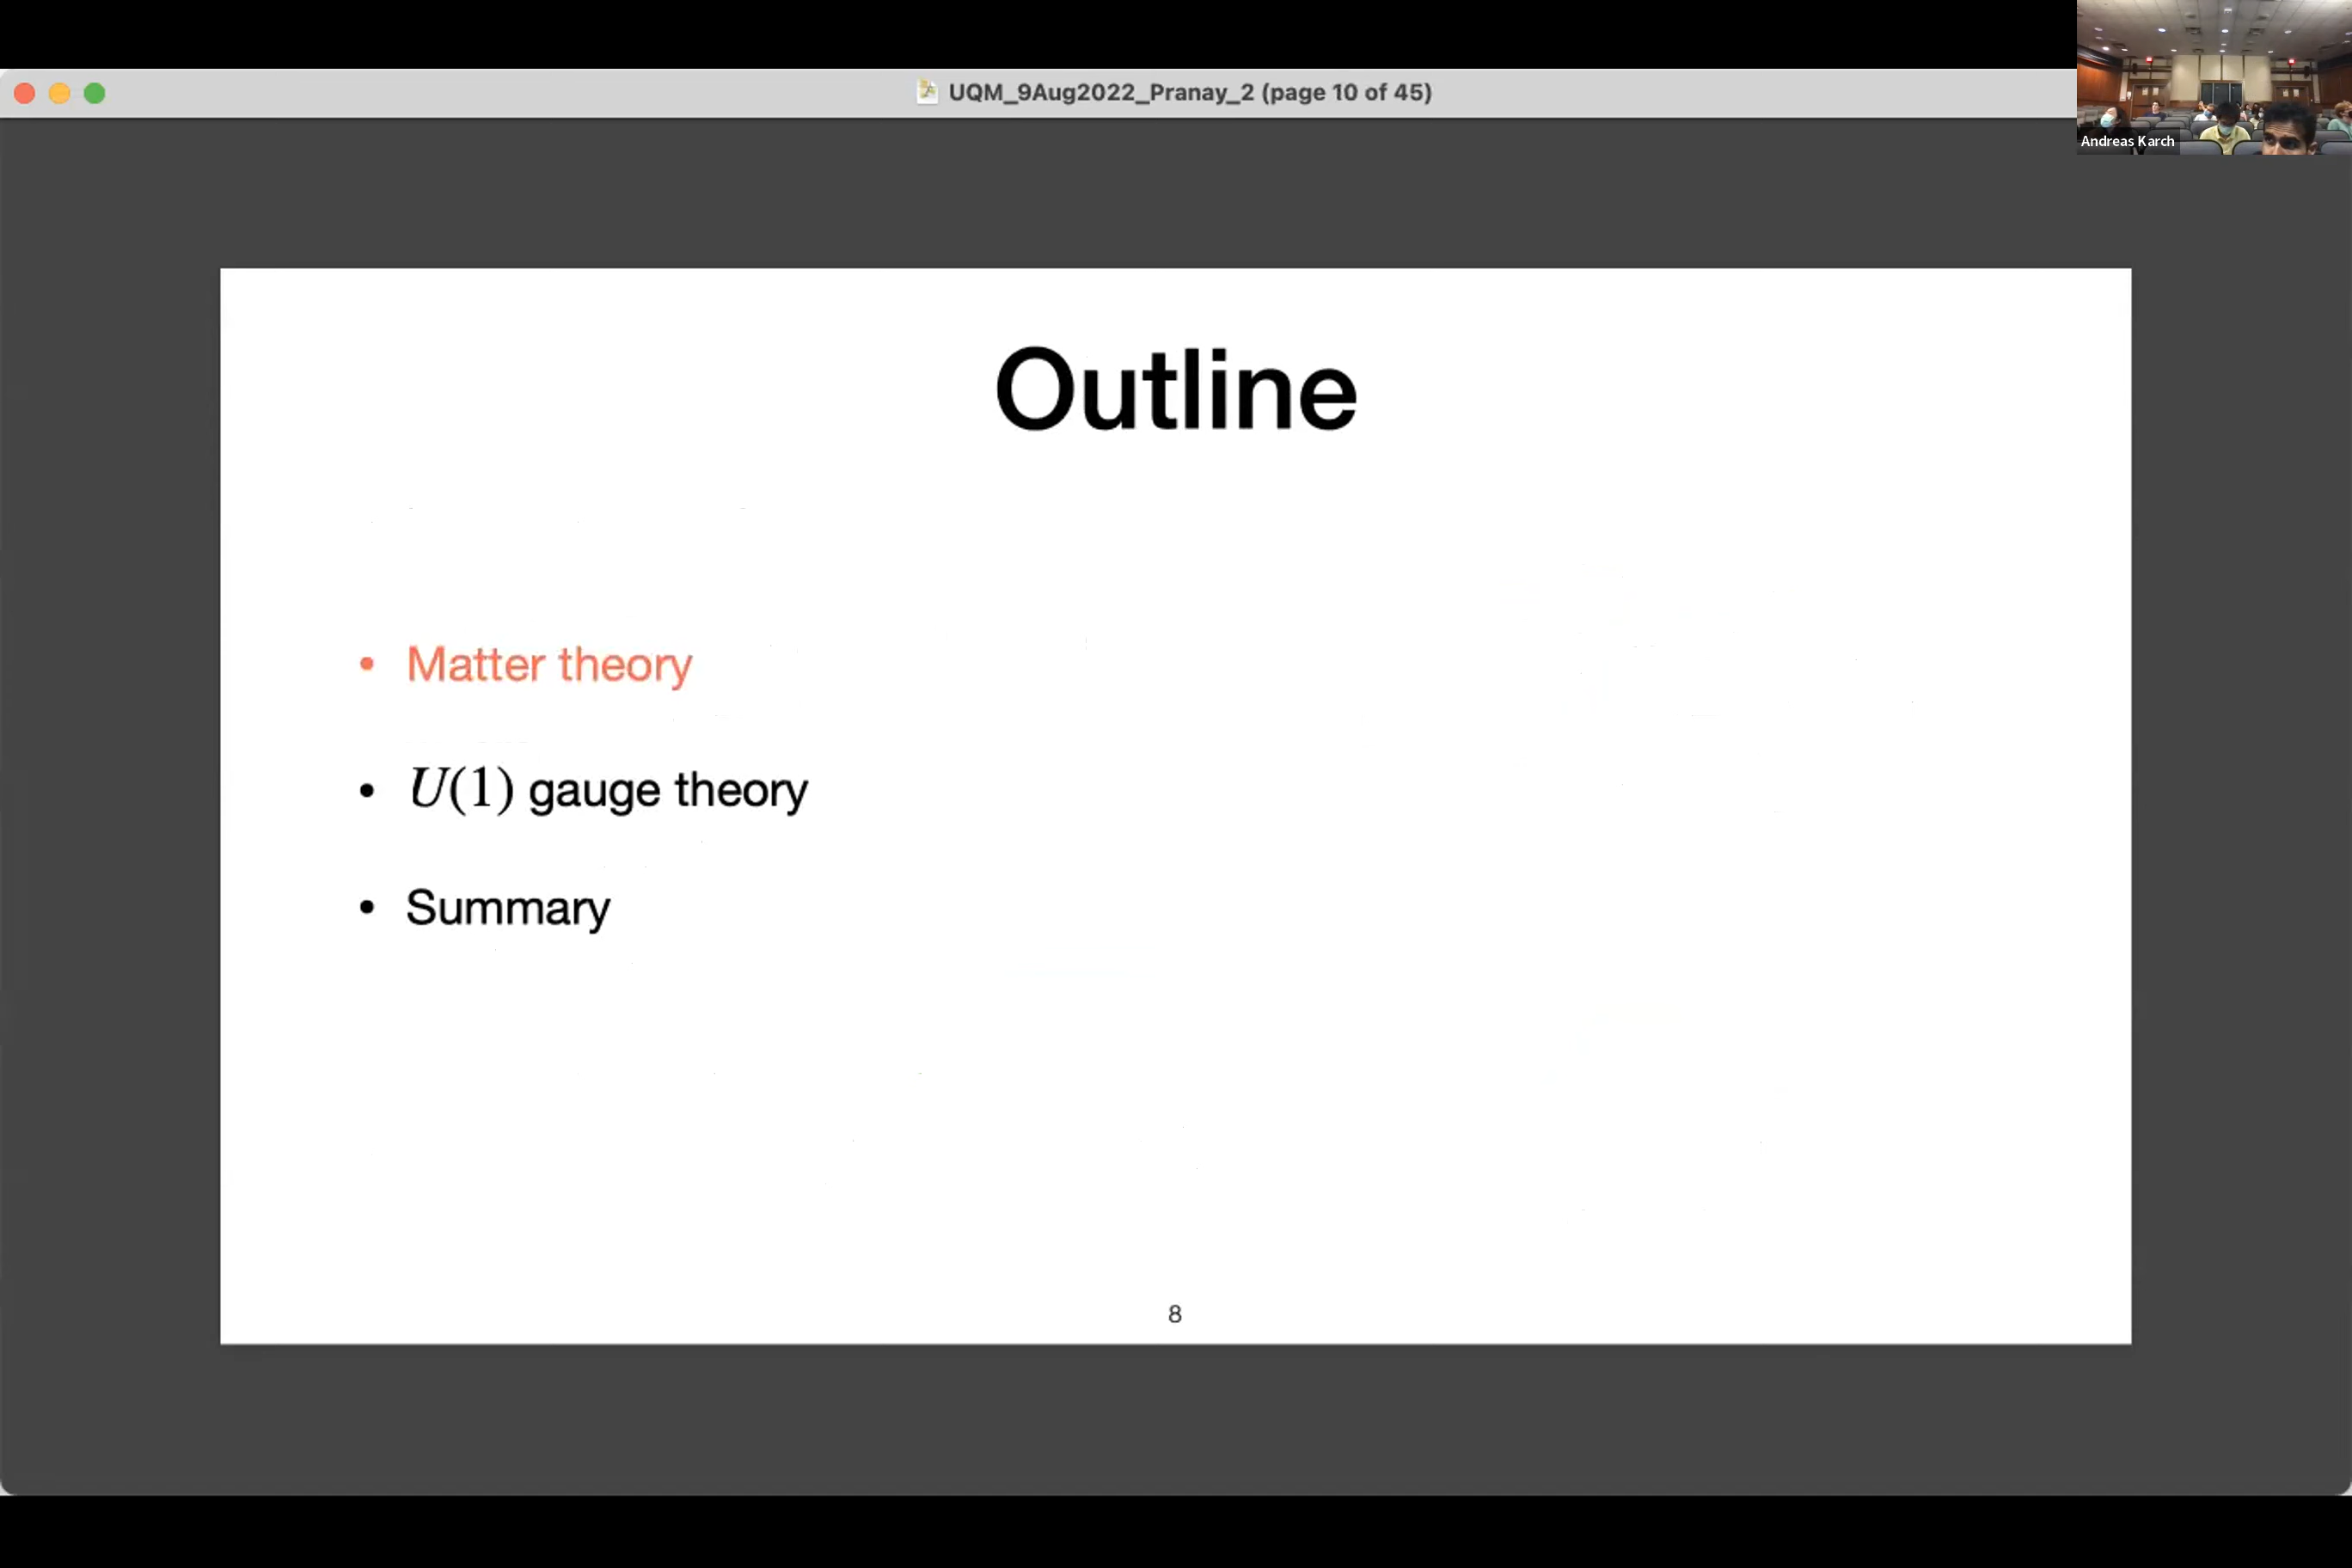 UQM_9Aug2022_Pranay_2 (page 10 of 45)
Andreas Karch
Outline
• Matter theory
• U(1) gauge theory
• Summary
8